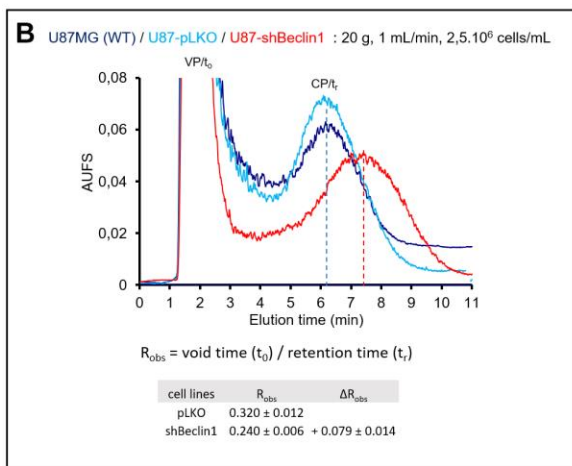 B U87MG (WT) / U87-pLKO / U87-shBeclin1 : 20 g, 1 mL/min, 2,5.10⁶ cells/mL
VP/t₀
CP/tᵣ
0,08
0,06
0,04
0,02
0
AUFS
0 1 2 3 4 5 6 7 8 9 10 11
Elution time (min)
R_obs = void time (t₀) / retention time (tᵣ)
cell lines R_obs ΔR_obs
pLKO 0.320 ± 0.012
shBeclin1 0.240 ± 0.006 + 0.079 ± 0.014